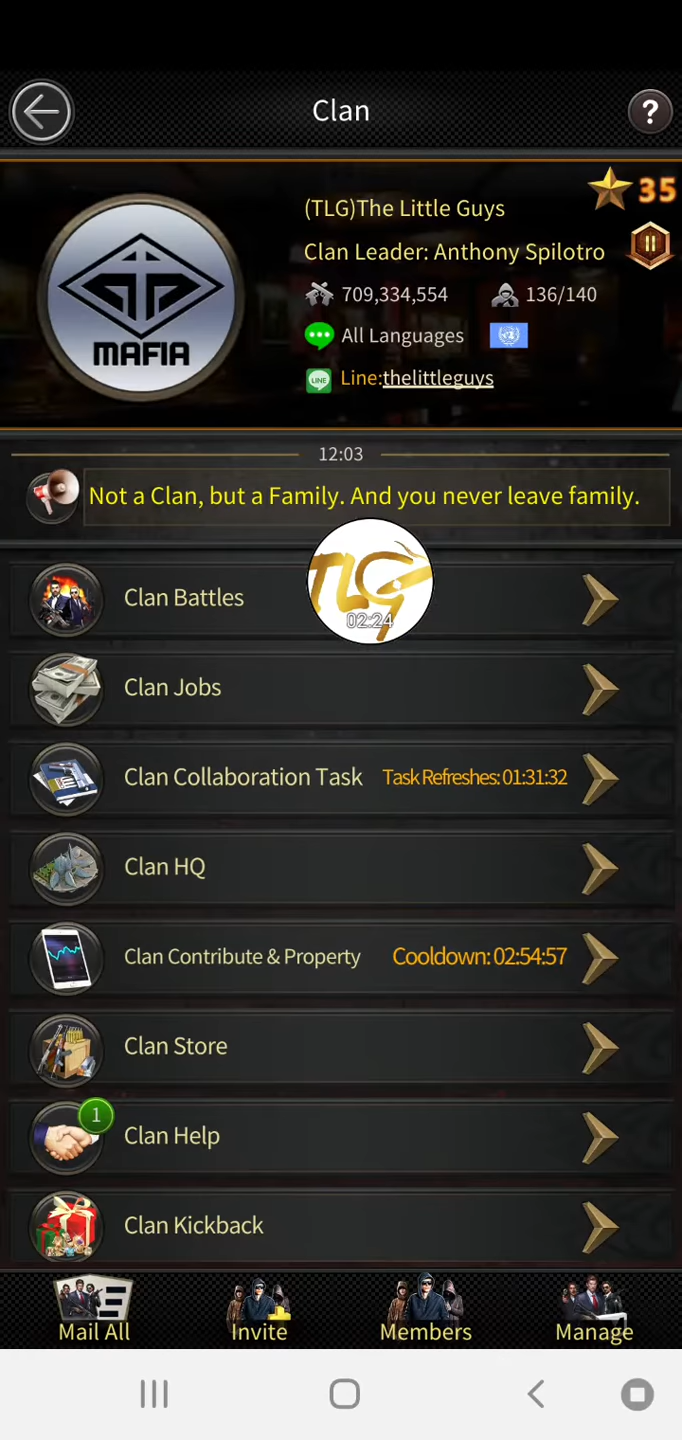 Clan
?
35
(TLG)The Little Guys
Clan Leader: Anthony Spilotro
II
709,334,554 136/140
All Languages
LINE Line:thelittleguys
MAFIA
12:03
Not a Clan, but a Family. And you never leave family.
TLG
02:24
Clan Battles
Clan Jobs
Clan Collaboration Task Task Refreshes: 01:31:32
Clan HQ
Clan Contribute & Property Cooldown: 02:54:57
Clan Store
1
Clan Help
Clan Kickback
Mail All Invite Members Manage